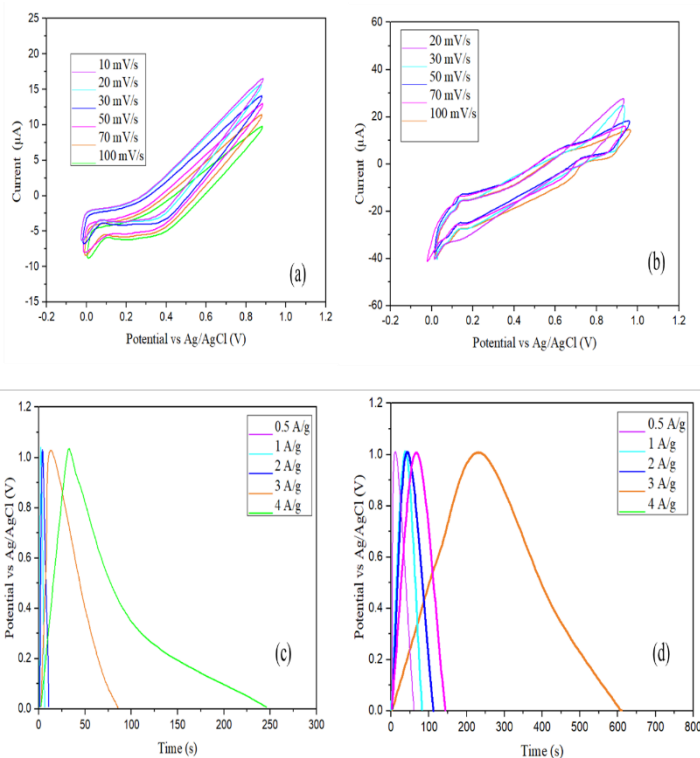 25
20
15
10
5
0
-5
-10
-15
Current (μA)
10 mV/s
20 mV/s
30 mV/s
50 mV/s
70 mV/s
100 mV/s
(a)
-0.2 0.0 0.2 0.4 0.6 0.8 1.0 1.2
Potential vs Ag/AgCl (V)
60
40
20
0
-20
-40
-60
Current (μA)
20 mV/s
30 mV/s
50 mV/s
70 mV/s
100 mV/s
(b)
-0.2 0.0 0.2 0.4 0.6 0.8 1.0 1.2
Potential vs Ag/AgCl (V)
1.2
1.0
0.8
0.6
0.4
0.2
0.0
Potential vs Ag/AgCl (V)
0.5 A/g
1 A/g
2 A/g
3 A/g
4 A/g
(c)
0 50 100 150 200 250 300
Time (s)
1.2
1.0
0.8
0.6
0.4
0.2
0.0
Potential vs Ag/AgCl (V)
0.5 A/g
1 A/g
2 A/g
3 A/g
4 A/g
(d)
0 100 200 300 400 500 600 700 800
Time (s)